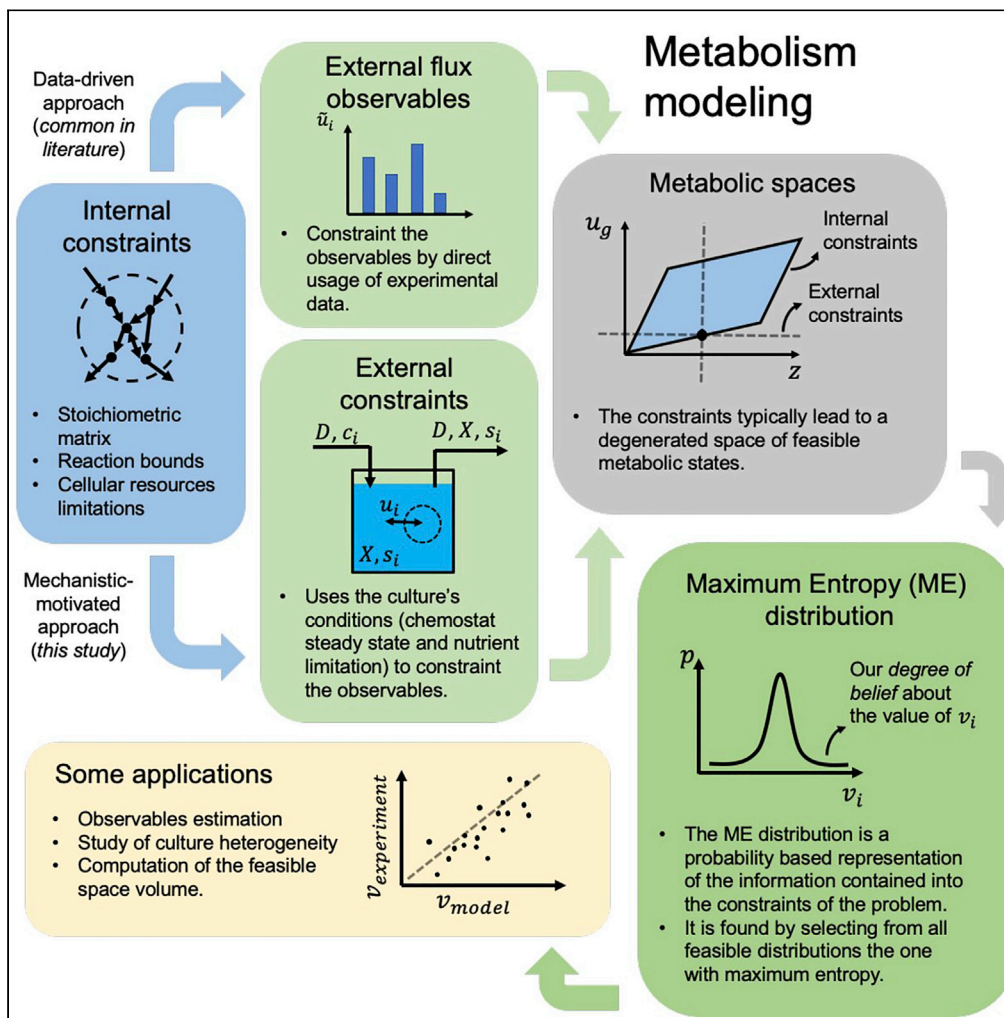 Metabolism
modeling
Data-driven
approach
(common in
literature)
External flux
observables
ũᵢ
• Constraint the
observables by direct
usage of experimental
data.
Internal
constraints
• Stoichiometric
matrix
• Reaction bounds
• Cellular resources
limitations
Mechanistic-
motivated
approach
(this study)
External
constraints
D, cᵢ
D, X, sᵢ
uᵢ
X, sᵢ
• Uses the culture's
conditions (chemostat
steady state and nutrient
limitation) to constraint
the observables.
Metabolic spaces
u_g
Internal
constraints
External
constraints
z
• The constraints typically lead to a
degenerated space of feasible
metabolic states.
Maximum Entropy (ME)
distribution
p
Our degree of
belief about
the value of vᵢ
vᵢ
• The ME distribution is a
probability based representation
of the information contained into
the constraints of the problem.
• It is found by selecting from all
feasible distributions the one
with maximum entropy.
Some applications
• Observables estimation
• Study of culture heterogeneity
• Computation of the feasible
space volume.
v_experiment
v_model